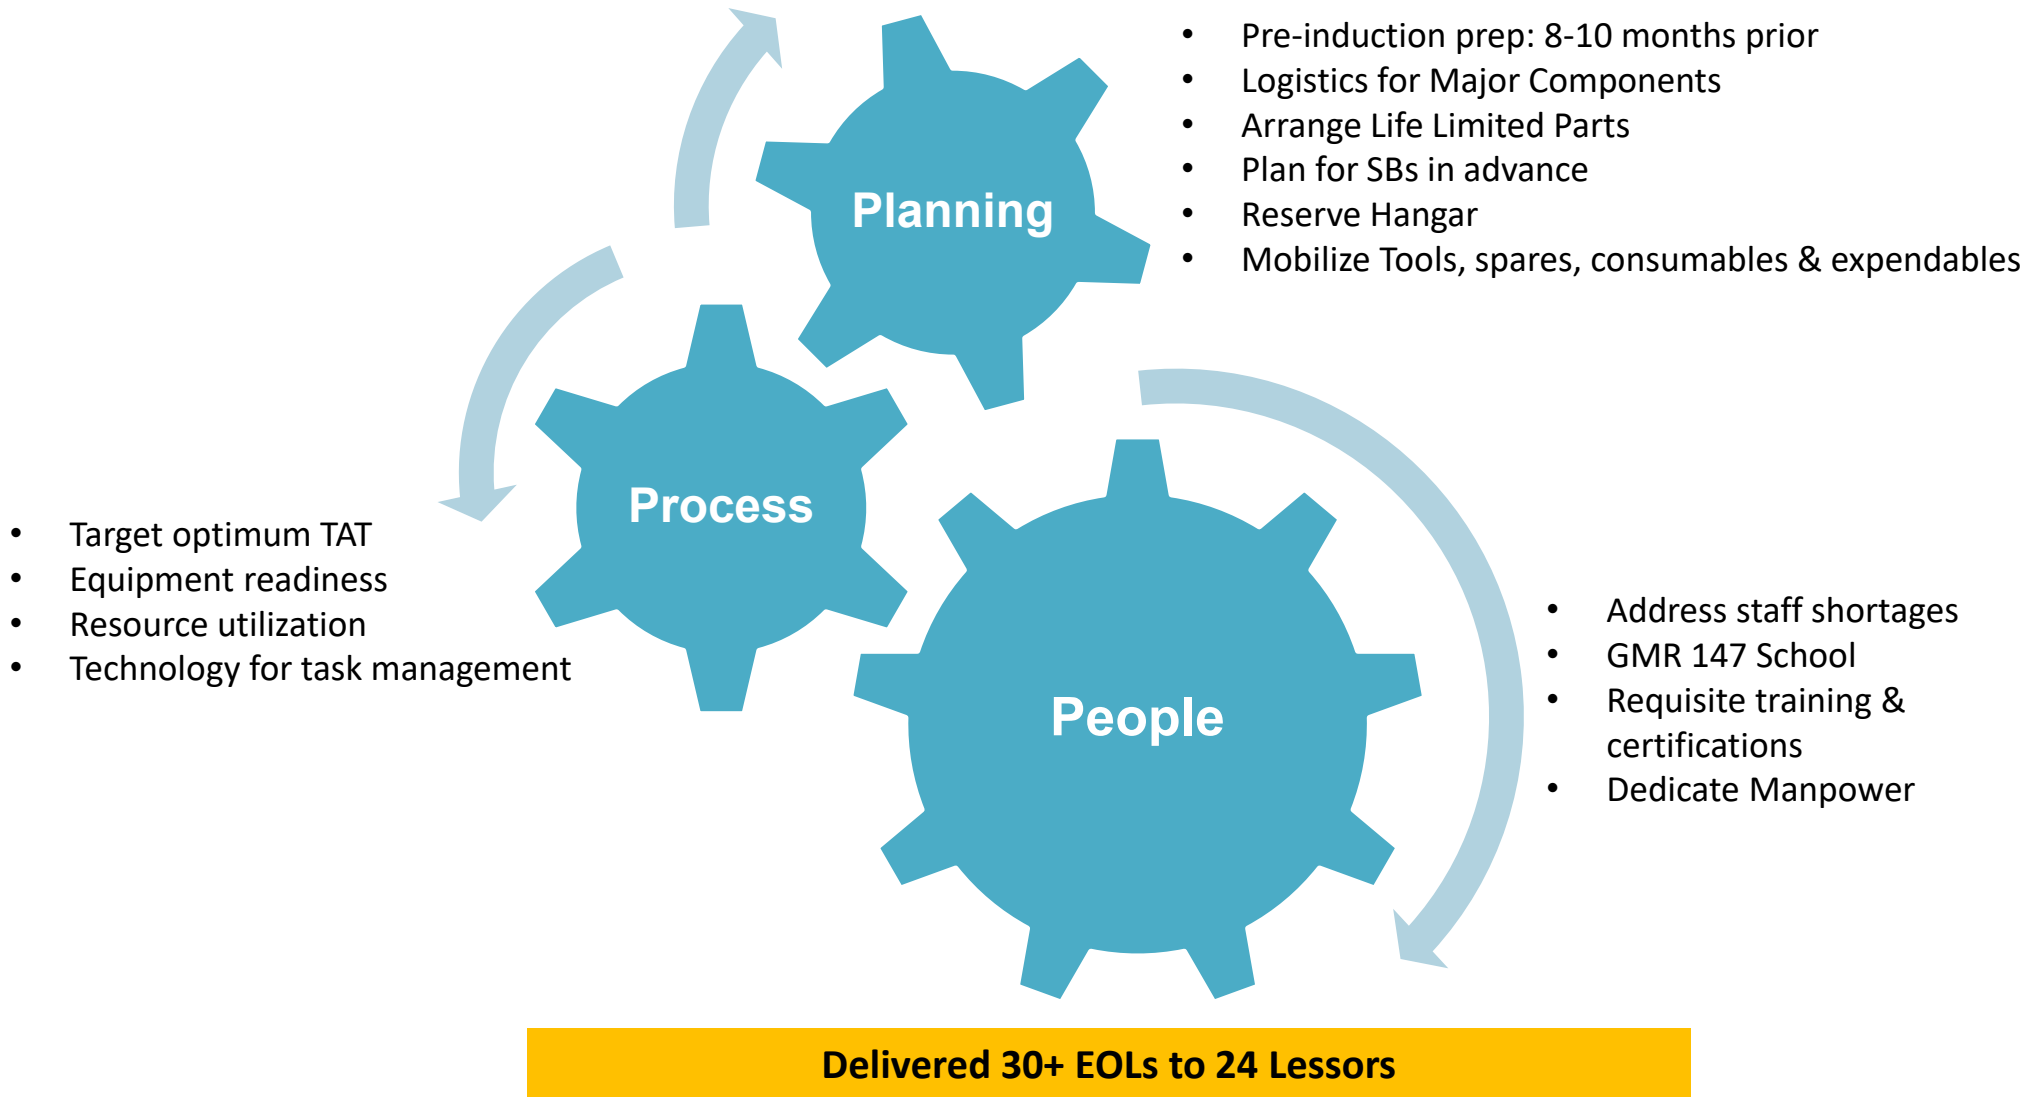 • Pre-induction prep: 8-10 months prior
• Logistics for Major Components
• Arrange Life Limited Parts
• Plan for SBs in advance
• Reserve Hangar
• Mobilize Tools, spares, consumables & expendables
Planning
Process
• Target optimum TAT
• Equipment readiness
• Resource utilization
• Technology for task management
People
• Address staff shortages
• GMR 147 School
• Requisite training &
certifications
• Dedicate Manpower
Delivered 30+ EOLs to 24 Lessors